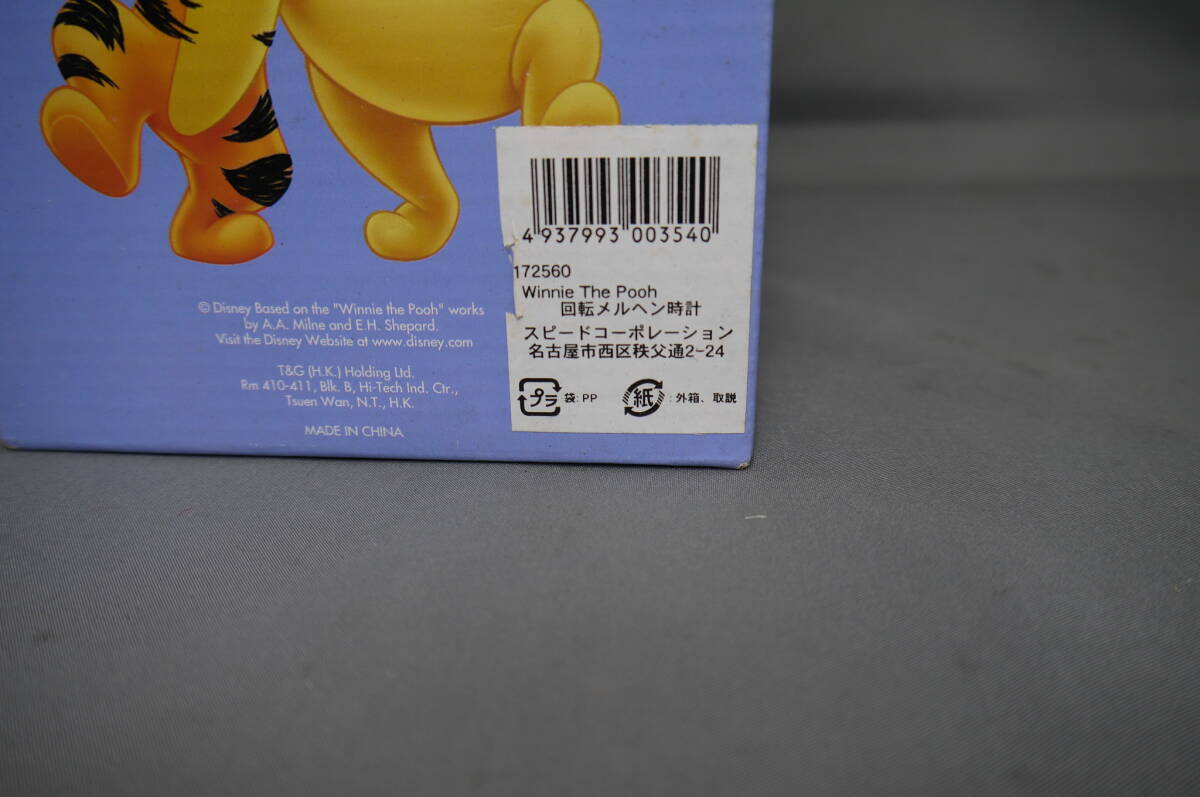 © Disney Based on the "Winnie the Pooh" works
by A.A. Milne and E.H. Shepard.
Visit the Disney Website at www.disney.com
T&G (H.K.) Holding Ltd.
Rm 410-411, Blk. B, Hi-Tech Ind. Ctr.,
Tsuen Wan, N.T., H.K.
MADE IN CHINA
4 937993 003540
172560
Winnie The Pooh
回転メルヘン時計
スピードコーポレーション
名古屋市西区秩父通2-24
プラ 袋: PP 紙 : 外箱、取説